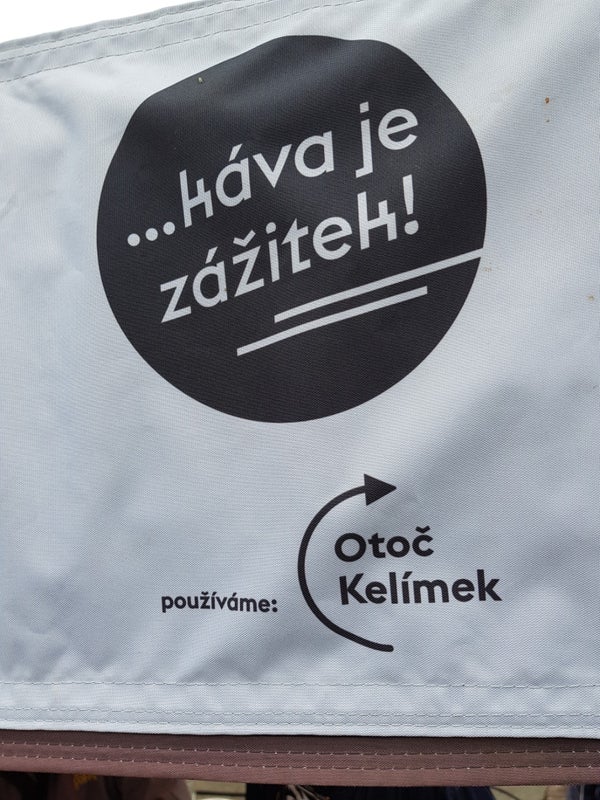 ...káva je
zážitek!
Otoč
používáme: Kelímek